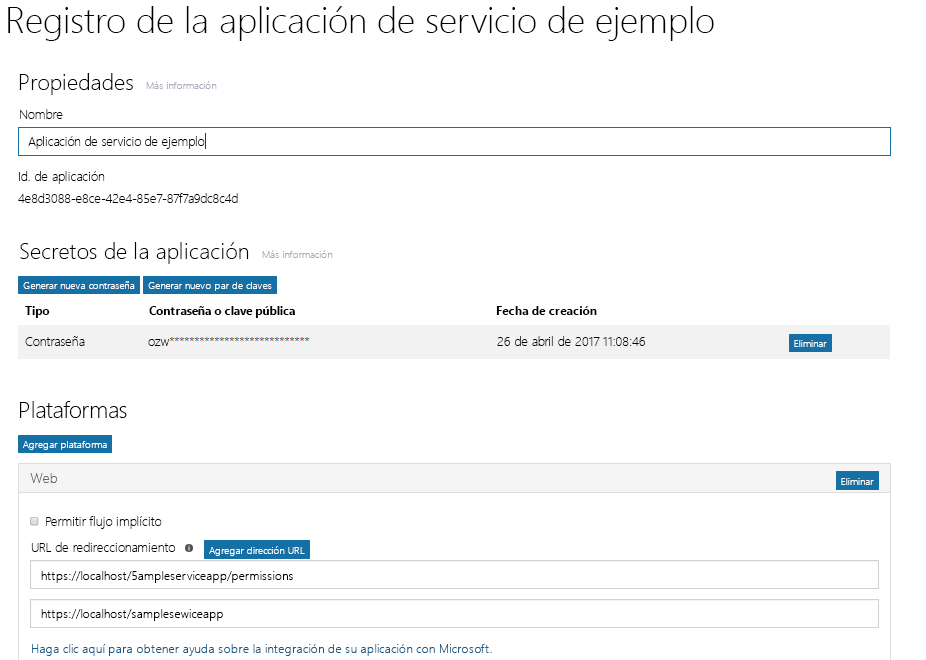 Registro de la aplicación de servicio de ejemplo
Propiedades Más información
Nombre
Aplicación de servicio de ejemplo
Id. de aplicación
4e8d3088-e8ce-42e4-85e7-87f7a9dc8c4d
Secretos de la aplicación Más información
Generar nueva contraseña Generar nuevo par de claves
Tipo Contraseña o clave pública Fecha de creación
Contraseña ozw**************************** 26 de abril de 2017 11:08:46 Eliminar
Plataformas
Agregar plataforma
Web Eliminar
Permitir flujo implícito
URL de redireccionamiento Agregar dirección URL
https://localhost/5ampleserviceapp/permissions
https://localhost/samplesewiceapp
Haga clic aquí para obtener ayuda sobre la integración de su aplicación con Microsoft.